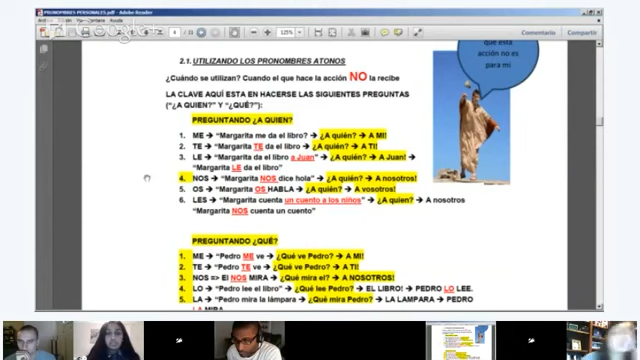 PRONOMBRES PERSONALES.pdf - Adobe Reader
4
125%
Comentario
Compartir
2.1. UTILIZANDO LOS PRONOMBRES ATONOS
¿Cuándo se utilizan? Cuando el que hace la acción NO la recibe
que esta
acción no es
para mi
LA CLAVE AQUÍ ESTA EN HACERSE LAS SIGUIENTES PREGUNTAS
("¿A QUIEN?" Y "¿QUÉ?"):
PREGUNTANDO ¿A QUIEN?
1. ME → "Margarita me da el libro? → ¿A quién? → A MI!
2. TE → "Margarita TE da el libro → ¿A quién? → A TI!
3. LE → "Margarita da el libro a Juan" → ¿A quién? → A Juan! →
"Margarita LE da el libro"
4. NOS → "Margarita NOS dice hola" → ¿A quién? → A nosotros!
5. OS → "Margarita OS HABLA → ¿A quién? → A vosotros!
6. LES → "Margarita cuenta un cuento a los niños" → ¿A quien? → A nosotros
"Margarita NOS cuenta un cuento"
PREGUNTANDO ¿QUÉ?
1. ME → "Pedro ME ve → ¿Qué ve Pedro? → A MI!
2. TE → "Pedro TE ve → ¿Qué ve Pedro? → A TI!
3. NOS => El NOS MIRA → ¿Qué mira el? → A NOSOTROS!
4. LO → "Pedro lee el libro" → ¿Qué lee Pedro? → EL LIBRO! → PEDRO LO LEE.
5. LA → "Pedro mira la lámpara → ¿Qué mira Pedro? → LA LAMPARA → PEDRO
LA MIRA